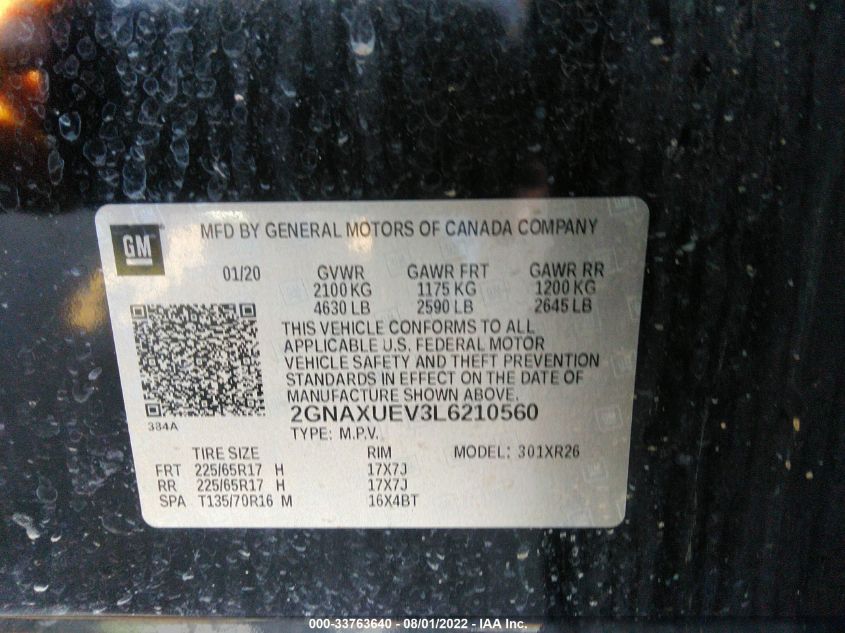 GM
MFD BY GENERAL MOTORS OF CANADA COMPANY
01/20 GVWR GAWR FRT GAWR RR
2100 KG 1175 KG 1200 KG
4630 LB 2590 LB 2645 LB
THIS VEHICLE CONFORMS TO ALL
APPLICABLE U.S. FEDERAL MOTOR
VEHICLE SAFETY AND THEFT PREVENTION
STANDARDS IN EFFECT ON THE DATE OF
MANUFACTURE SHOWN ABOVE.
2GNAXUEV3L6210560
384A
TYPE: M.P.V.
TIRE SIZE RIM MODEL: 301XR26
FRT 225/65R17 H 17X7J
RR 225/65R17 H 17X7J
SPA T135/70R16 M 16X4BT
000-33763640 - 08/01/2022 - IAA Inc.